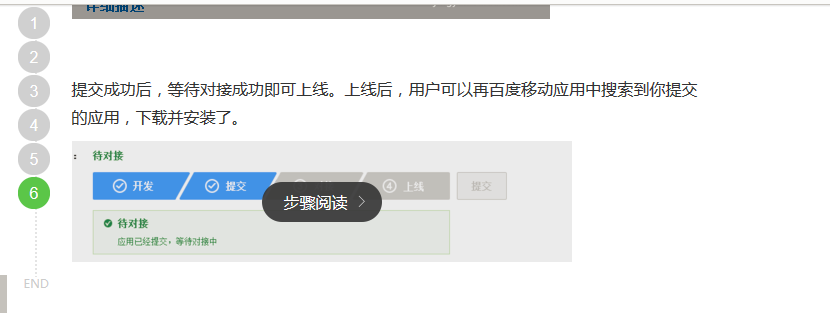 详细描述
1
2
3
4
5
6
提交成功后，等待对接成功即可上线。上线后，用户可以再百度移动应用中搜索到你提交
的应用，下载并安装了。
待对接
开发 提交 4 上线 提交
步骤阅读
待对接
应用已经提交，等待对接中
END